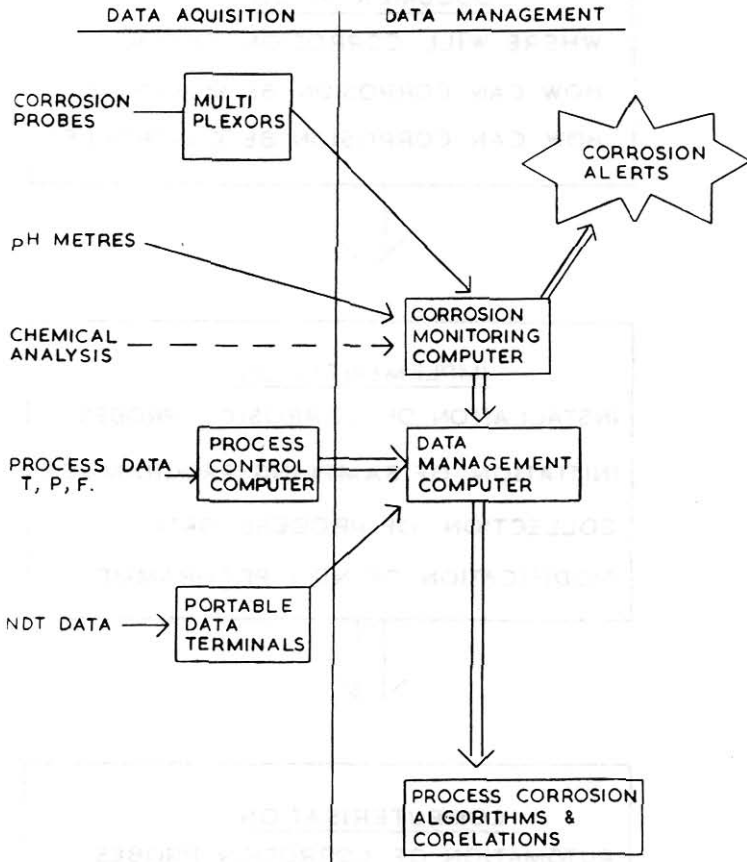 DATA AQUISITION
DATA MANAGEMENT
CORROSION
PROBES
MULTI
PLEXORS
CORROSION
ALERTS
PH METRES
CORROSION
MONITORING
COMPUTER
CHEMICAL
ANALYSIS
PROCESS DATA
T, P, F.
PROCESS
CONTROL
COMPUTER
DATA
MANAGEMENT
COMPUTER
NDT DATA
PORTABLE
DATA
TERMINALS
PROCESS CORROSION
ALGORITHMS &
CORELATIONS